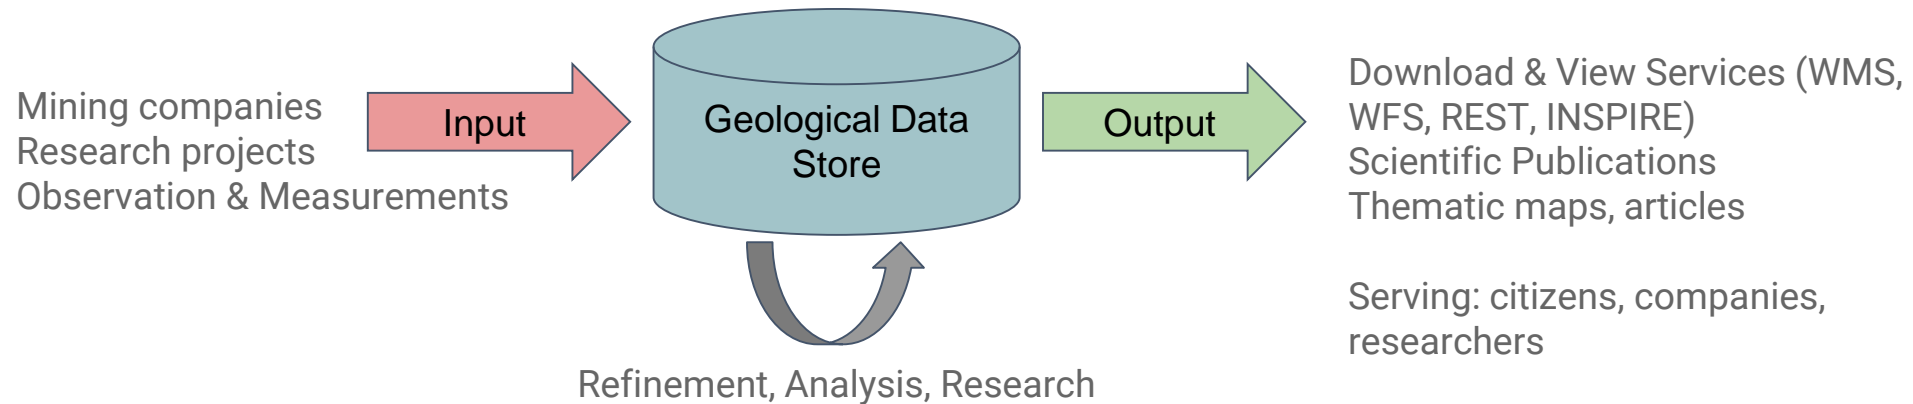 Mining companies
Research projects
Observation & Measurements
Input
Geological Data
Store
Refinement, Analysis, Research
Output
Download & View Services (WMS,
WFS, REST, INSPIRE)
Scientific Publications
Thematic maps, articles
Serving: citizens, companies,
researchers